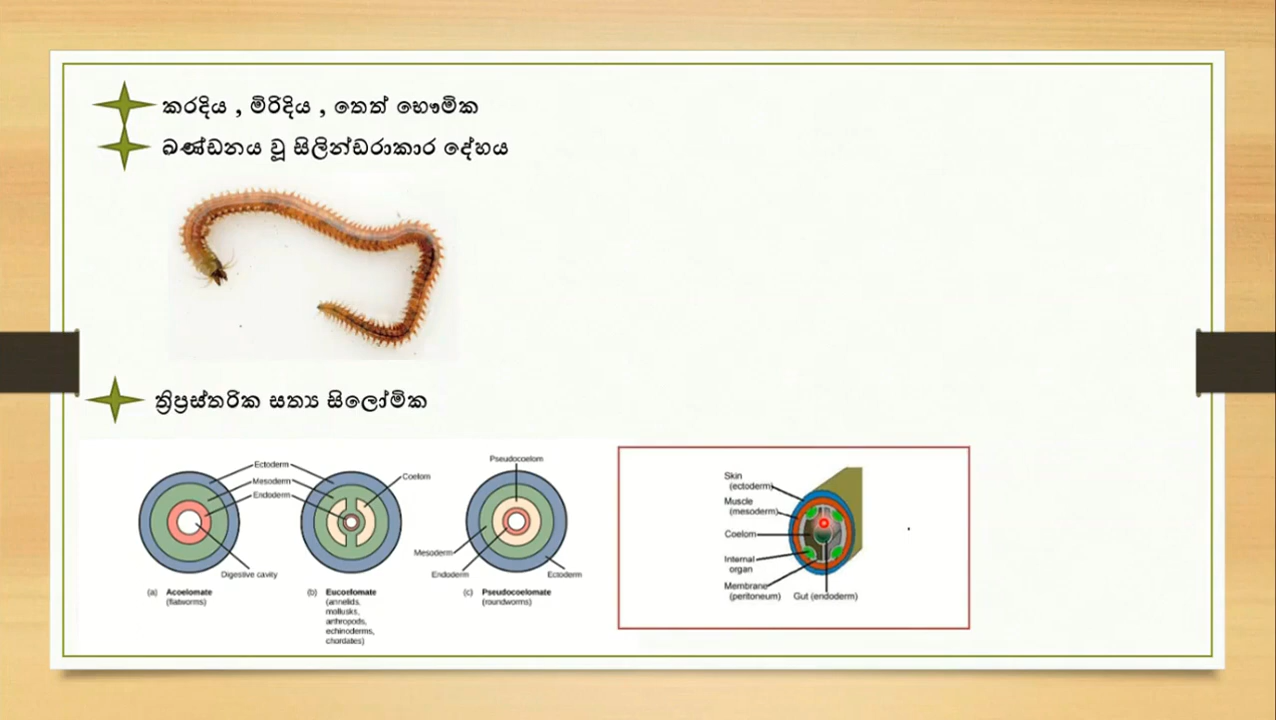 කරදිය , මිරිදිය , තෙත් භෞමික
ඛණ්ඩනය වූ සිලින්ඩරාකාර දේහය
ත්‍රිප්‍රස්තරික සත්‍ය සිලෝමික
Ectoderm
Mesoderm
Endoderm
Digestive cavity
(a) Acoelomate
(flatworms)
Coelom
(b) Eucoelomate
(annelids,
mollusks,
arthropods,
echinoderms,
chordates)
Pseudocoelom
Mesoderm
Endoderm
Ectoderm
(c) Pseudocoelomate
(roundworms)
Skin
(ectoderm)
Muscle
(mesoderm)
Coelom
Internal
organ
Membrane
(peritoneum)
Gut (endoderm)